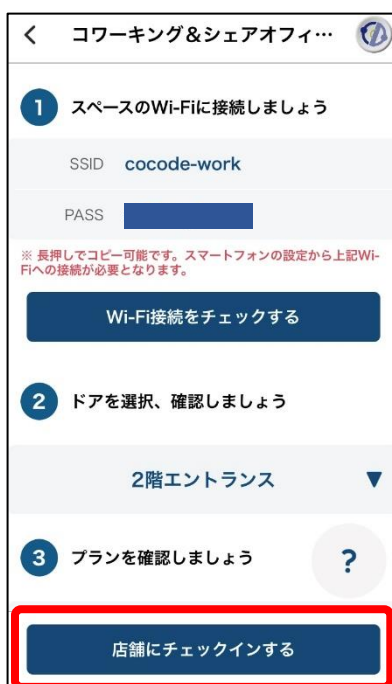 コワーキング＆シェアオフィ…
1 スペースのWi-Fiに接続しましょう
SSID cocode-work
PASS
※ 長押しでコピー可能です。スマートフォンの設定から上記Wi-
Fiへの接続が必要となります。
Wi-Fi接続をチェックする
2 ドアを選択、確認しましょう
2階エントランス ▼
3 プランを確認しましょう
?
店舗にチェックインする